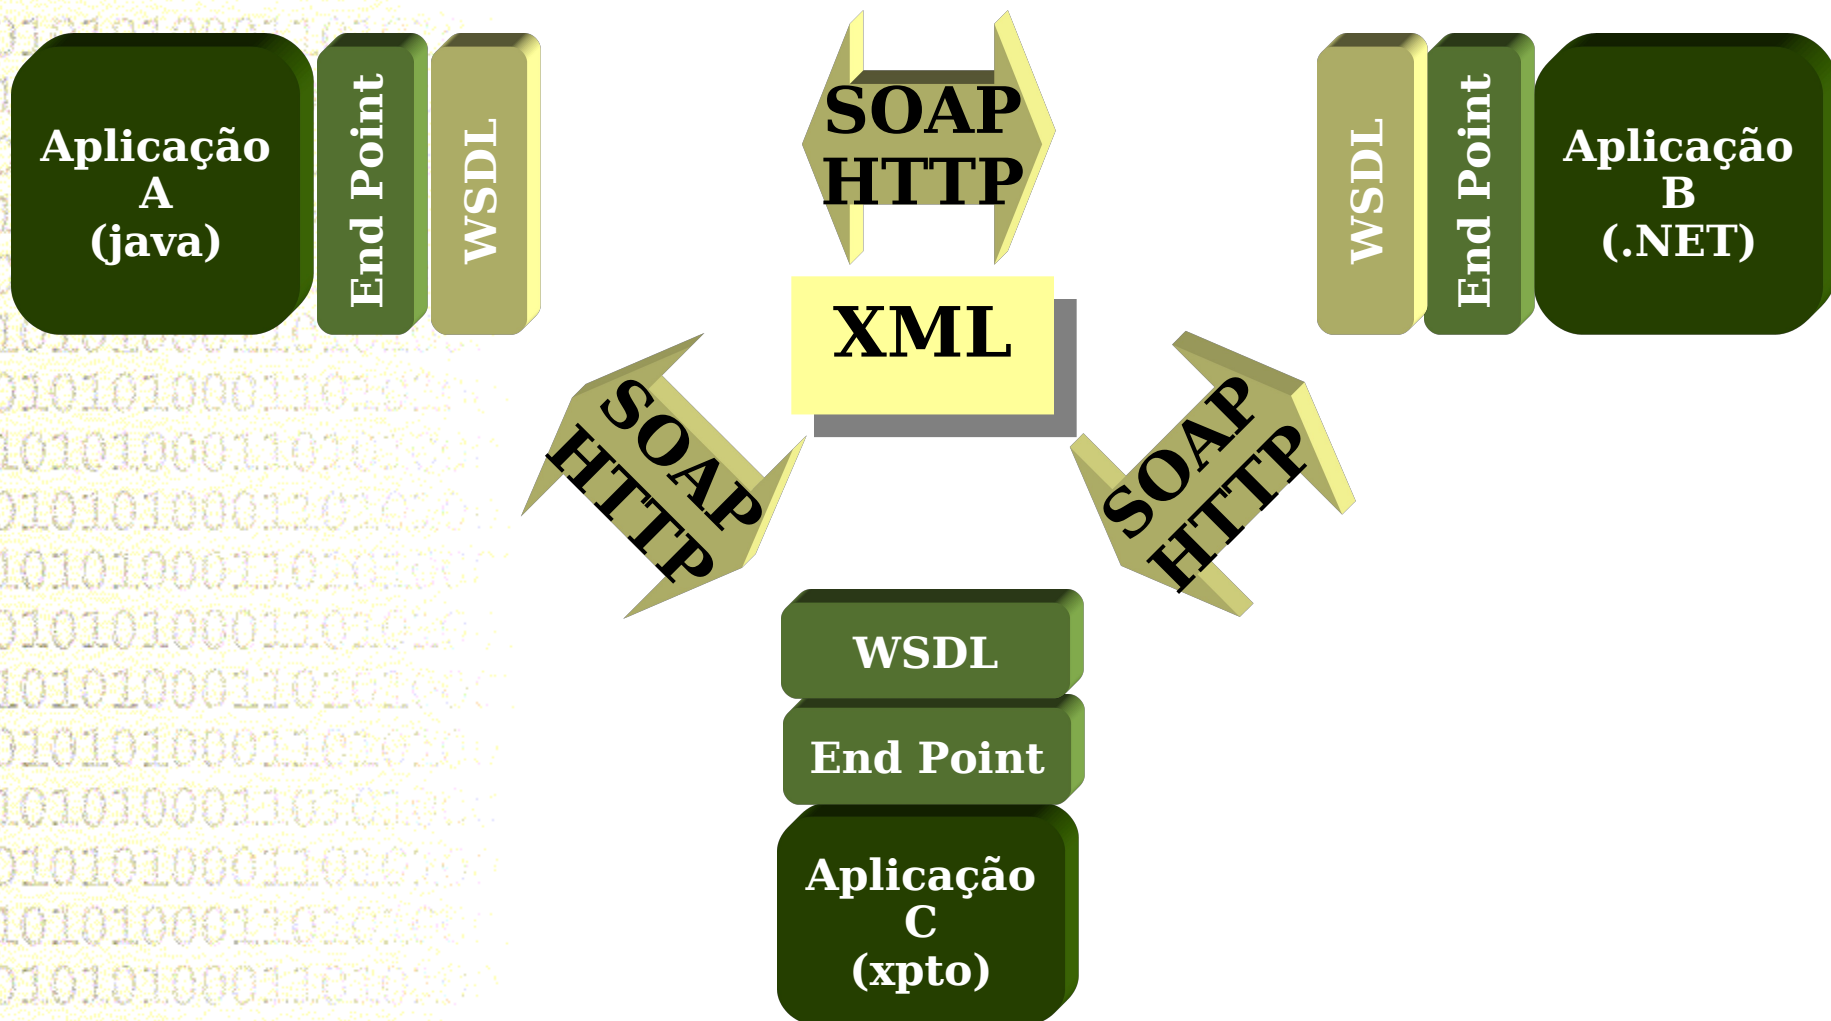 Aplicação
A
(java)
End Point
WSDL
SOAP
HTTP
WSDL
End Point
Aplicação
B
(.NET)
XML
SOAP
HTTP
SOAP
HTTP
WSDL
End Point
Aplicação
C
(xpto)